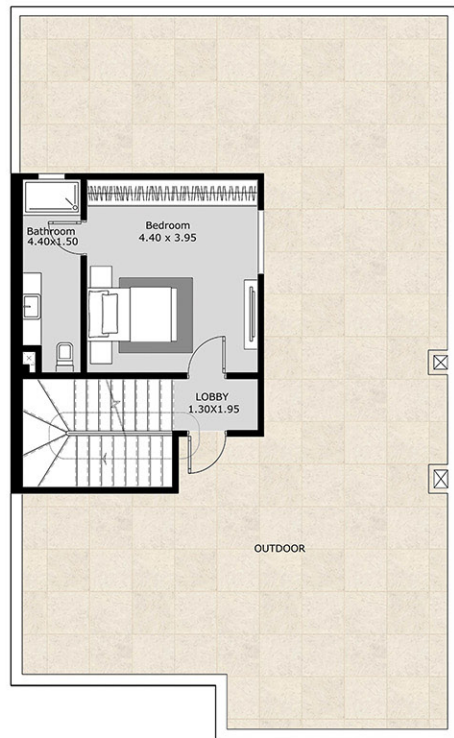 Bedroom
4.40 x 3.95
Bathroom
4.40x1.50
LOBBY
1.30X1.95
OUTDOOR